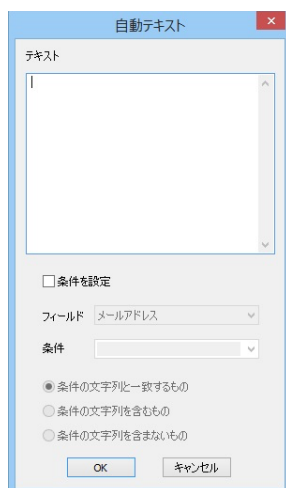 自動テキスト
テキスト
条件を設定
フィールド メールアドレス
条件
条件の文字列と一致するもの
条件の文字列を含むもの
条件の文字列を含まないもの
OK キャンセル